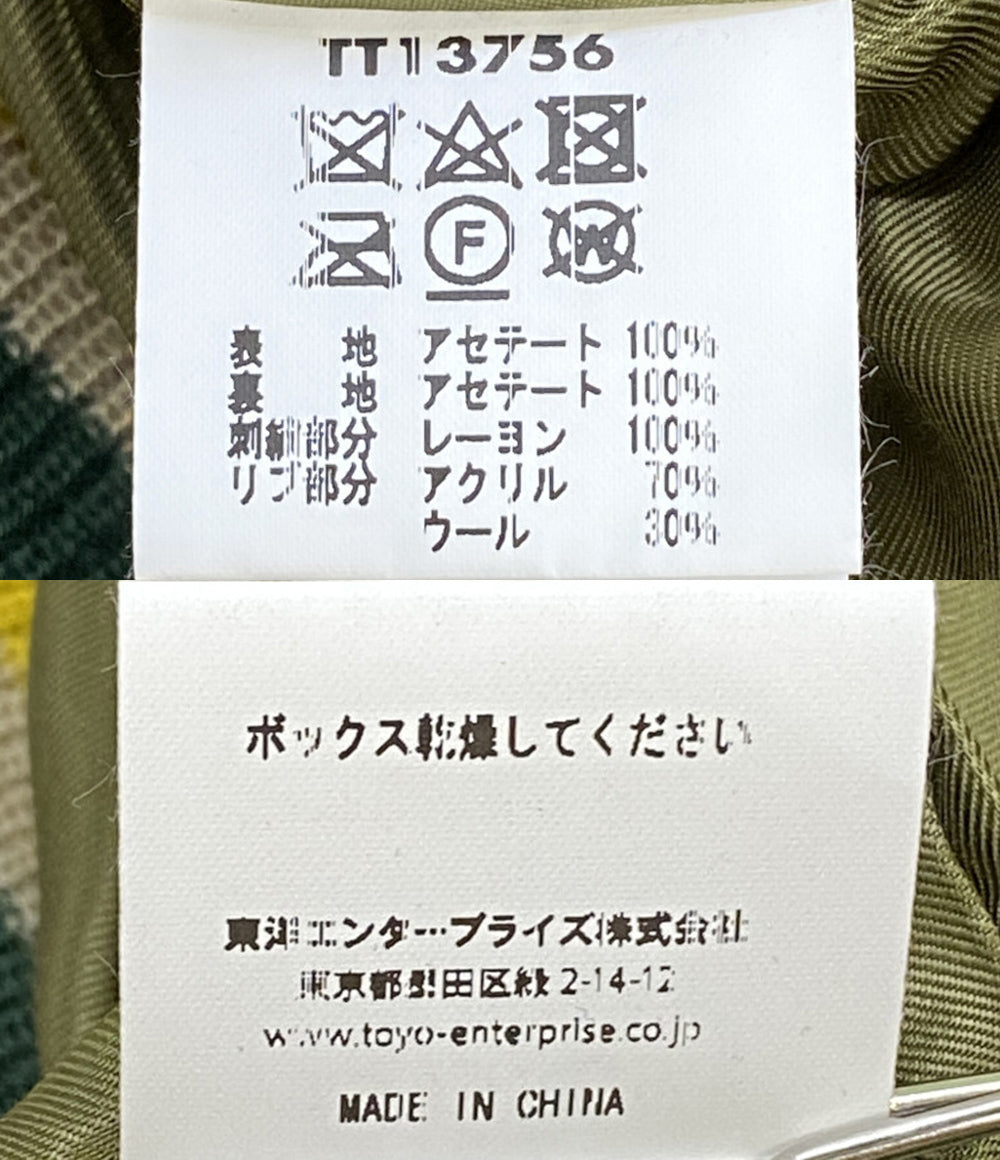 TT13756
F
W
表 地 アセテート 100%
裏 地 アセテート 100%
刺繍部分 レーヨン 100%
リブ部分 アクリル 70%
ウール 30%
ボックス乾燥してください
東洋エンタープライズ株式会社
東京都墨田区緑 2-14-12
www.toyo-enterprise.co.jp
MADE IN CHINA